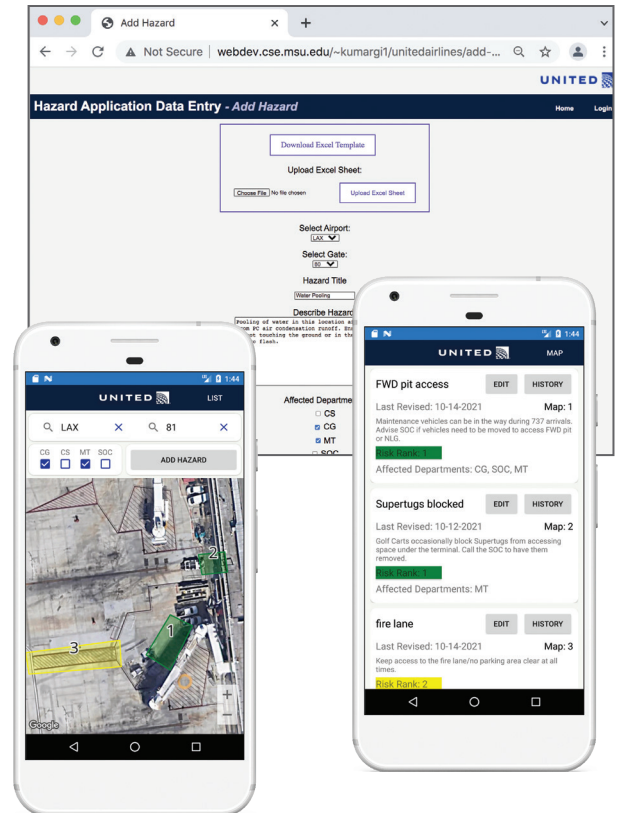 Add Hazard
Not Secure | webdev.cse.msu.edu/~kumargi1/unitedairlines/add-...
UNITED
Hazard Application Data Entry - Add Hazard
Home Login
Download Excel Template
Upload Excel Sheet:
Choose File No file chosen
Upload Excel Sheet
Select Airport:
LAX
Select Gate:
80
Hazard Title
Water Pooling
Describe Hazard
Pooling of water in this location
from PC air condensation runoff.
touching the ground or in the
flash.
Affected Departme
CS
CG
MT
SOC
1:44
UNITED
LIST
LAX
81
CG CS MT SOC
ADD HAZARD
2
1
3
+
−
Google
1:44
UNITED
MAP
FWD pit access
EDIT
HISTORY
Last Revised: 10-14-2021
Map: 1
Maintenance vehicles can be in the way during 737 arrivals.
Advise SOC if vehicles need to be moved to access FWD pit
or NLG.
Risk Rank: 1
Affected Departments: CG, SOC, MT
Supertugs blocked
EDIT
HISTORY
Last Revised: 10-12-2021
Map: 2
Golf Carts occasionally block Supertugs from accessing
space under the terminal. Call the SOC to have them
removed.
Risk Rank: 1
Affected Departments: MT
fire lane
EDIT
HISTORY
Last Revised: 10-14-2021
Map: 3
Keep access to the fire lane/no parking area clear at all
times.
Risk Rank: 2